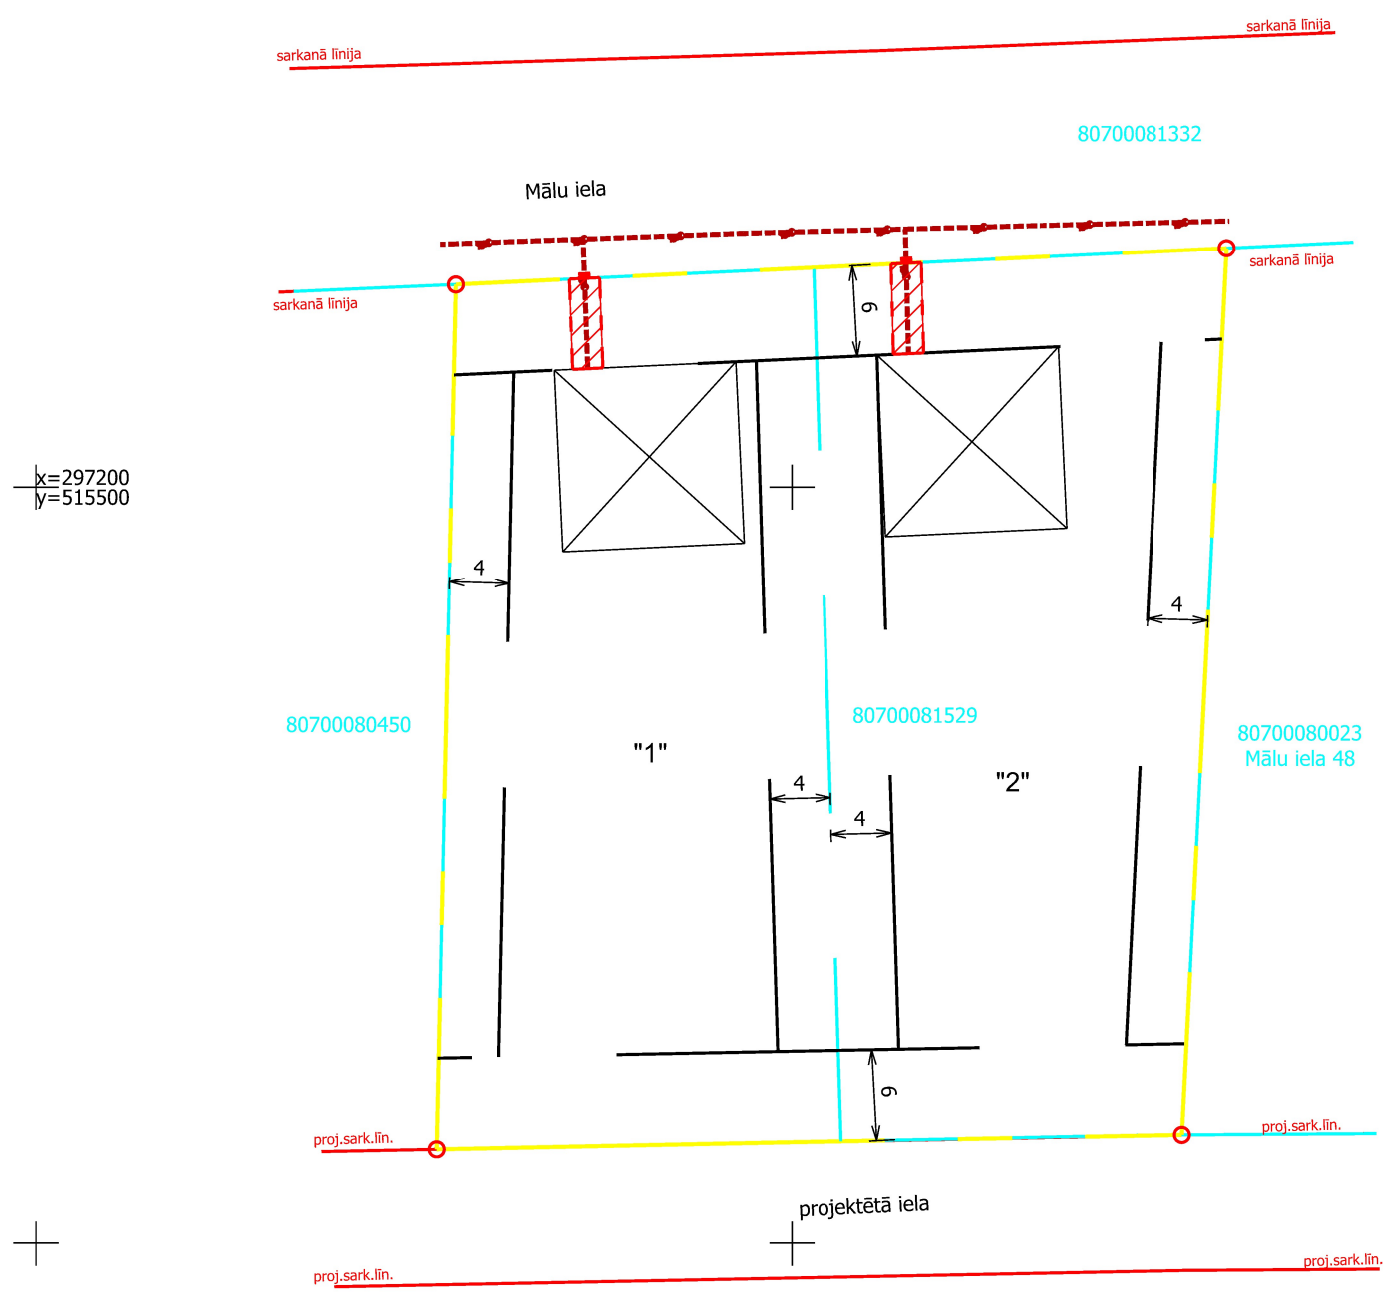 sarkanā līnija
sarkanā līnija
80700081332
Mālu iela
sarkanā līnija
sarkanā līnija
6
x=297200
y=515500
4
4
80700080450
80700081529
80700080023
Mālu iela 48
"1"
"2"
4
4
6
proj.sark.līn.
proj.sark.līn.
projektētā iela
proj.sark.līn.
proj.sark.līn.